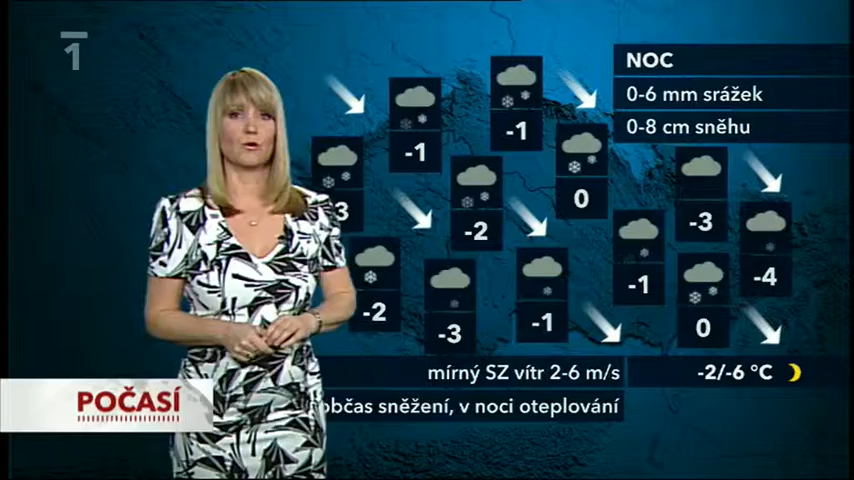 1
NOC
0-6 mm srážek
0-8 cm sněhu
-1
-1
0
3
-2
-3
-4
-2
-3
-1
-1
0
mírný SZ vítr 2-6 m/s
-2/-6 °C
občas sněžení, v noci oteplování
POČASÍ